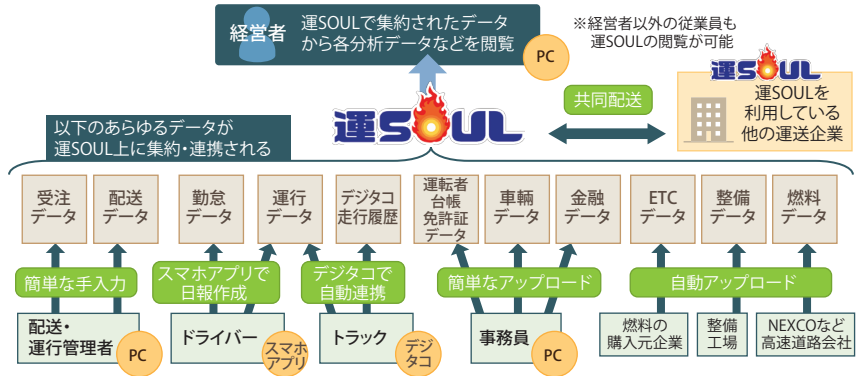 経営者
運SOULで集約されたデータ
から各分析データなどを閲覧
PC
※経営者以外の従業員も
運SOULの閲覧が可能
運SOUL
共同配送
運SOUL
運SOULを
利用している
他の運送企業
以下のあらゆるデータが
運SOUL上に集約・連携される
受注
データ
配送
データ
勤怠
データ
運行
データ
デジタコ
走行履歴
運転者
台帳
免許証
データ
車輌
データ
金融
データ
ETC
データ
整備
データ
燃料
データ
簡単な手入力
スマホアプリで
日報作成
デジタコで
自動連携
簡単なアップロード
自動アップロード
配送・
運行管理者
PC
ドライバー
スマホ
アプリ
トラック
デジ
タコ
事務員
PC
燃料の
購入元企業
整備
工場
NEXCOなど
高速道路会社